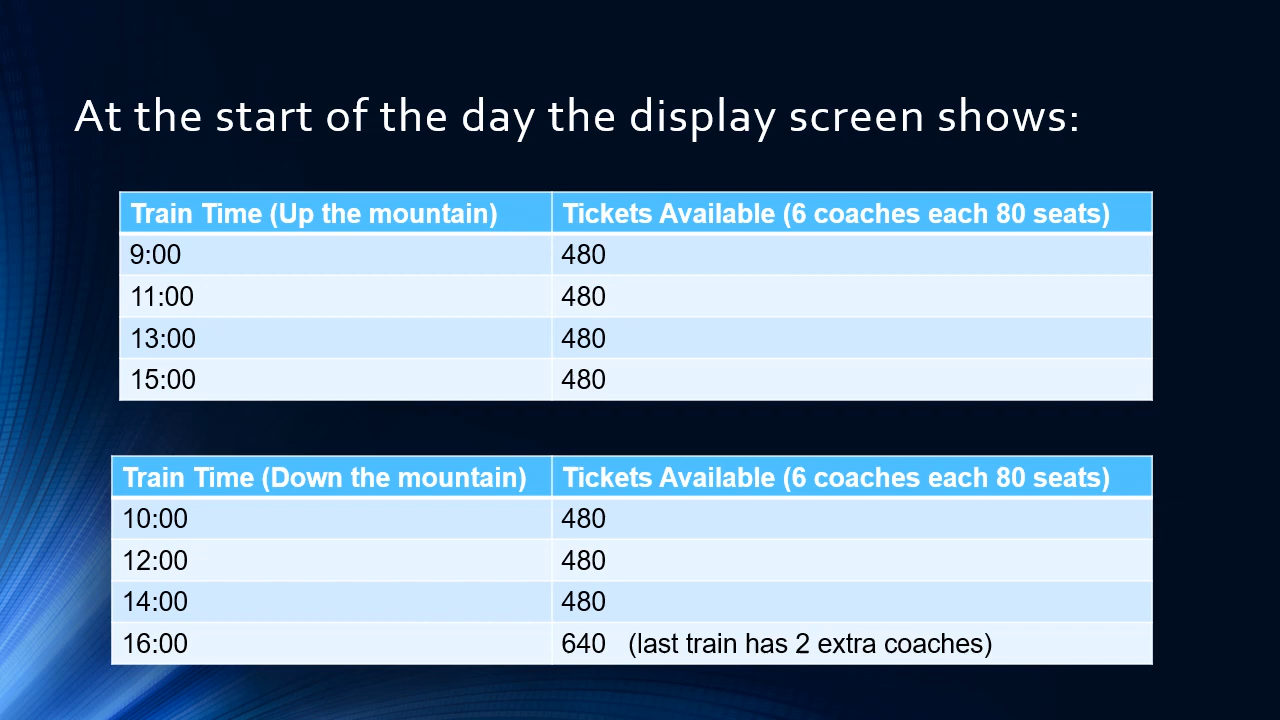 At the start of the day the display screen shows:
Train Time (Up the mountain) Tickets Available (6 coaches each 80 seats)
9:00 480
11:00 480
13:00 480
15:00 480
Train Time (Down the mountain) Tickets Available (6 coaches each 80 seats)
10:00 480
12:00 480
14:00 480
16:00 640 (last train has 2 extra coaches)